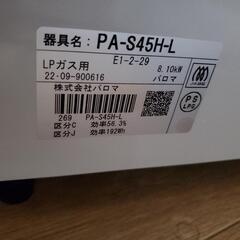 器具名: PA-S45H-L
LPガス用 E1-2-29 8.10kW
22-09-900616 パロマ
株式会社パロマ
269 PA-S45H-L
区分C 効率56.3%
区分J 効率192Wh
PS
LPG